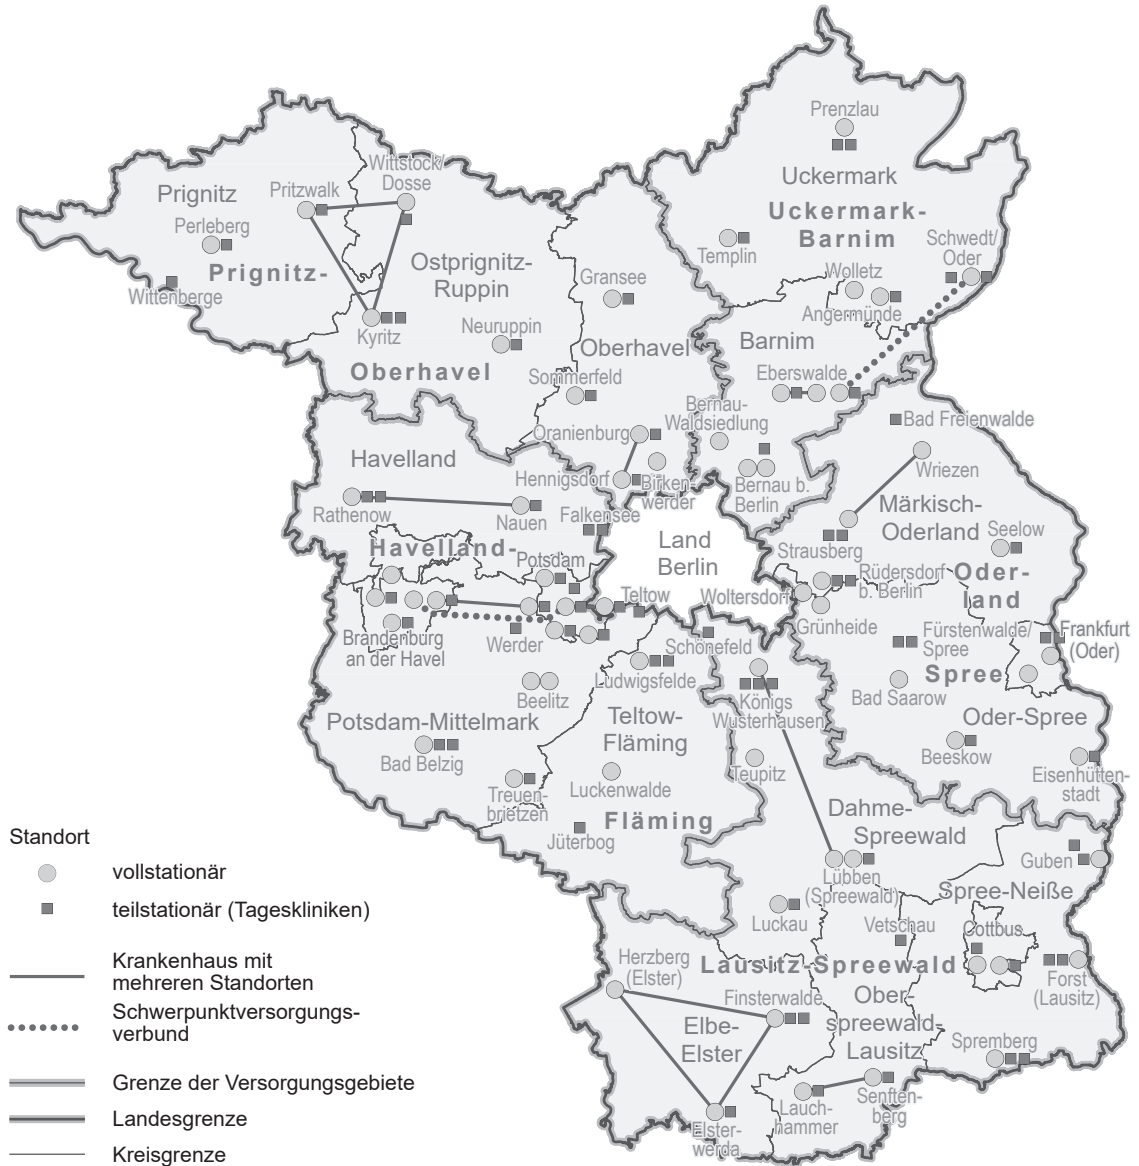 Prenzlau
Uckermark
Uckermark-
Barnim
Templin
Schwedt/
Oder
Wolletz
Angermünde
Wittstock/
Dosse
Pritzwalk
Prignitz
Perleberg
Prignitz-
Wittenberge
Ostprignitz-
Ruppin
Gransee
Kyritz
Neuruppin
Oberhavel
Barnim
Oberhavel
Sommerfeld
Eberswalde
Bernau-
Waldsiedlung
Bad Freienwalde
Oranienburg
Wriezen
Havelland
Hennigsdorf
Birken-
werder
Bernau b.
Berlin
Märkisch-
Oderland
Rathenow
Nauen
Falkensee
Seelow
Strausberg
Land
Berlin
Havelland-
Potsdam
Rüdersdorf
b. Berlin
Oder-
land
Teltow
Woltersdorf
Grünheide
Fürstenwalde/
Spree
Frankfurt
(Oder)
Brandenburg
an der Havel
Werder
Schönefeld
Spree
Ludwigsfelde
Beelitz
Königs
Wusterhausen
Bad Saarow
Potsdam-Mittelmark
Teltow-
Fläming
Oder-Spree
Bad Belzig
Beeskow
Teupitz
Eisenhütten-
stadt
Treuen-
brietzen
Luckenwalde
Fläming
Jüterbog
Dahme-
Spreewald
Guben
Lübben
(Spreewald)
Spree-Neiße
Luckau
Vetschau
Cottbus
Herzberg
(Elster)
Lausitz-Spreewald
Forst
(Lausitz)
Finsterwalde
Ober-
spreewald-
Lausitz
Elbe-
Elster
Spremberg
Lauch-
hammer
Senften-
berg
Elster-
werda
Standort
vollstationär
teilstationär (Tageskliniken)
Krankenhaus mit
mehreren Standorten
Schwerpunktversorgungs-
verbund
Grenze der Versorgungsgebiete
Landesgrenze
Kreisgrenze